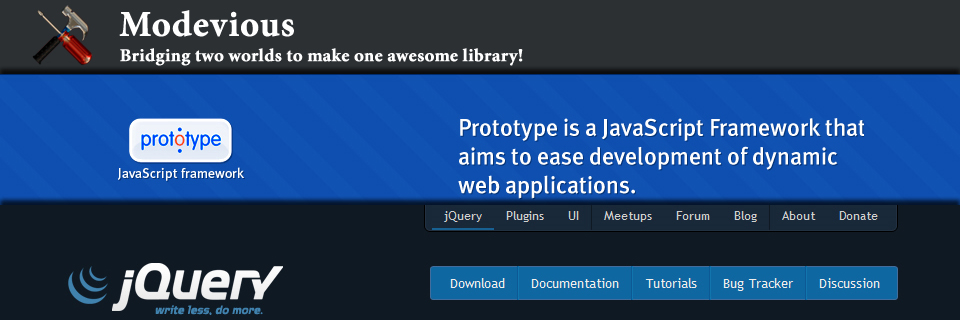 Modevious
Bridging two worlds to make one awesome library!
prototype
JavaScript framework
Prototype is a JavaScript Framework that
aims to ease development of dynamic
web applications.
jQuery Plugins UI Meetups Forum Blog About Donate
jQuery
write less, do more.
Download Documentation Tutorials Bug Tracker Discussion